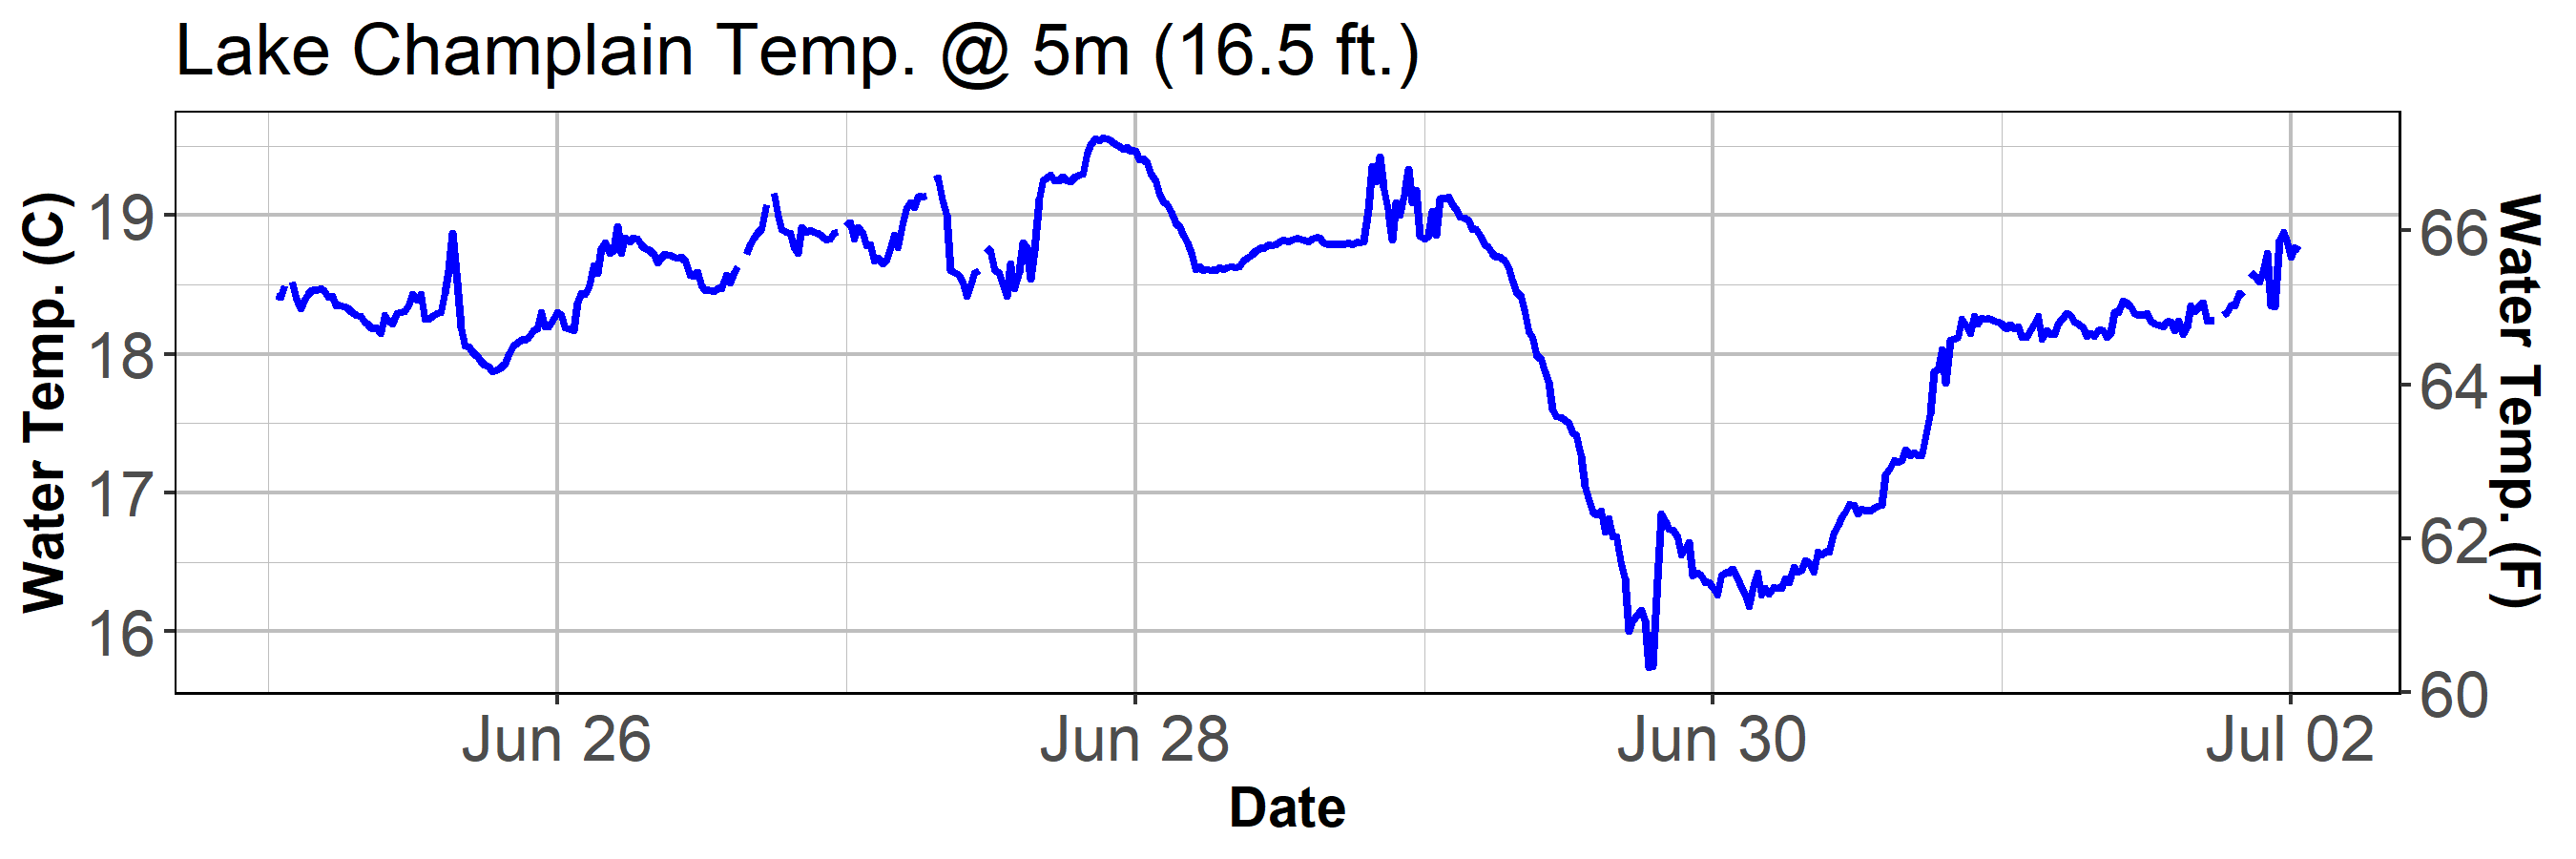 Lake Champlain Temp. @ 5m (16.5 ft.)
Water Temp. (C)
19
18
17
16
66
64
62
60
Water Temp. (F)
Jun 26
Jun 28
Jun 30
Jul 02
Date